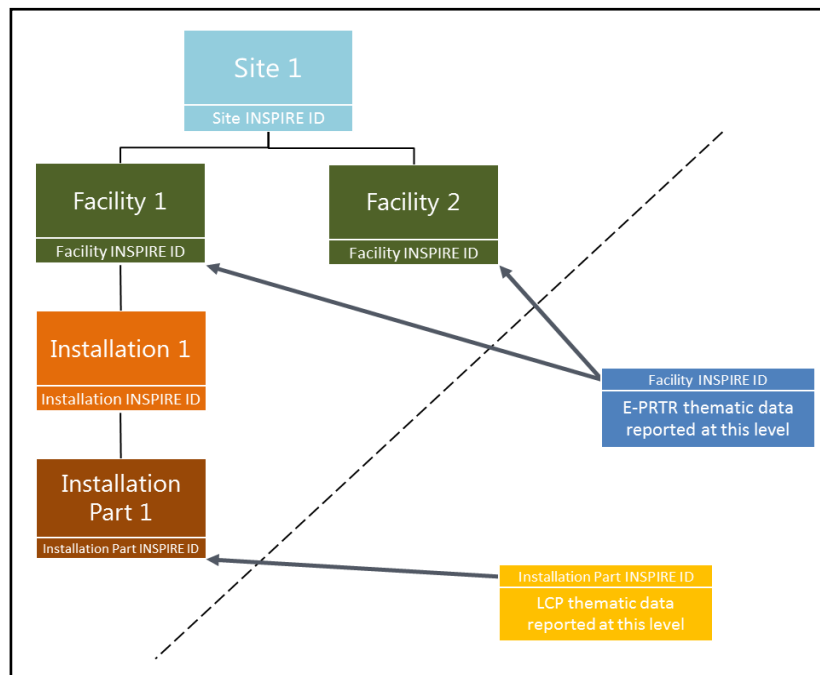 Site 1
Site INSPIRE ID
Facility 1
Facility INSPIRE ID
Facility 2
Facility INSPIRE ID
Installation 1
Installation INSPIRE ID
Facility INSPIRE ID
E-PRTR thematic data
reported at this level
Installation
Part 1
Installation Part INSPIRE ID
Installation Part INSPIRE ID
LCP thematic data
reported at this level